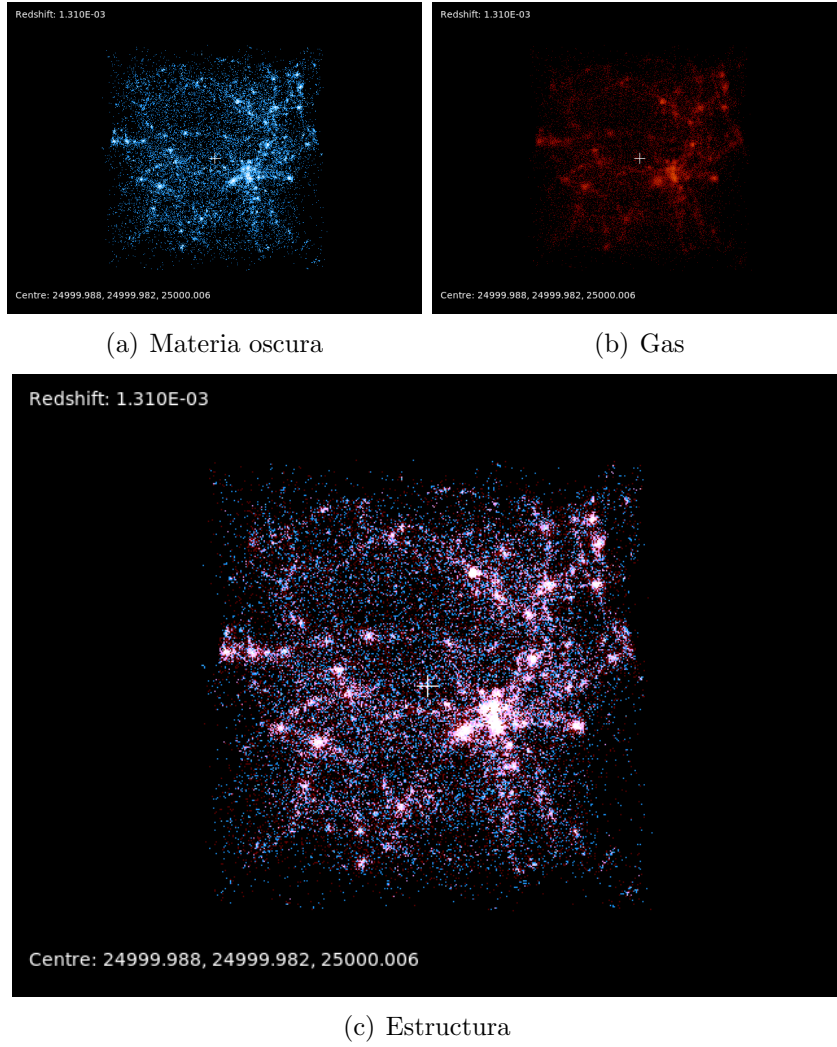 Redshift: 1.310E-03
Redshift: 1.310E-03
Centre: 24999.988, 24999.982, 25000.006
Centre: 24999.988, 24999.982, 25000.006
(a) Materia oscura
(b) Gas
Redshift: 1.310E-03
Centre: 24999.988, 24999.982, 25000.006
(c) Estructura